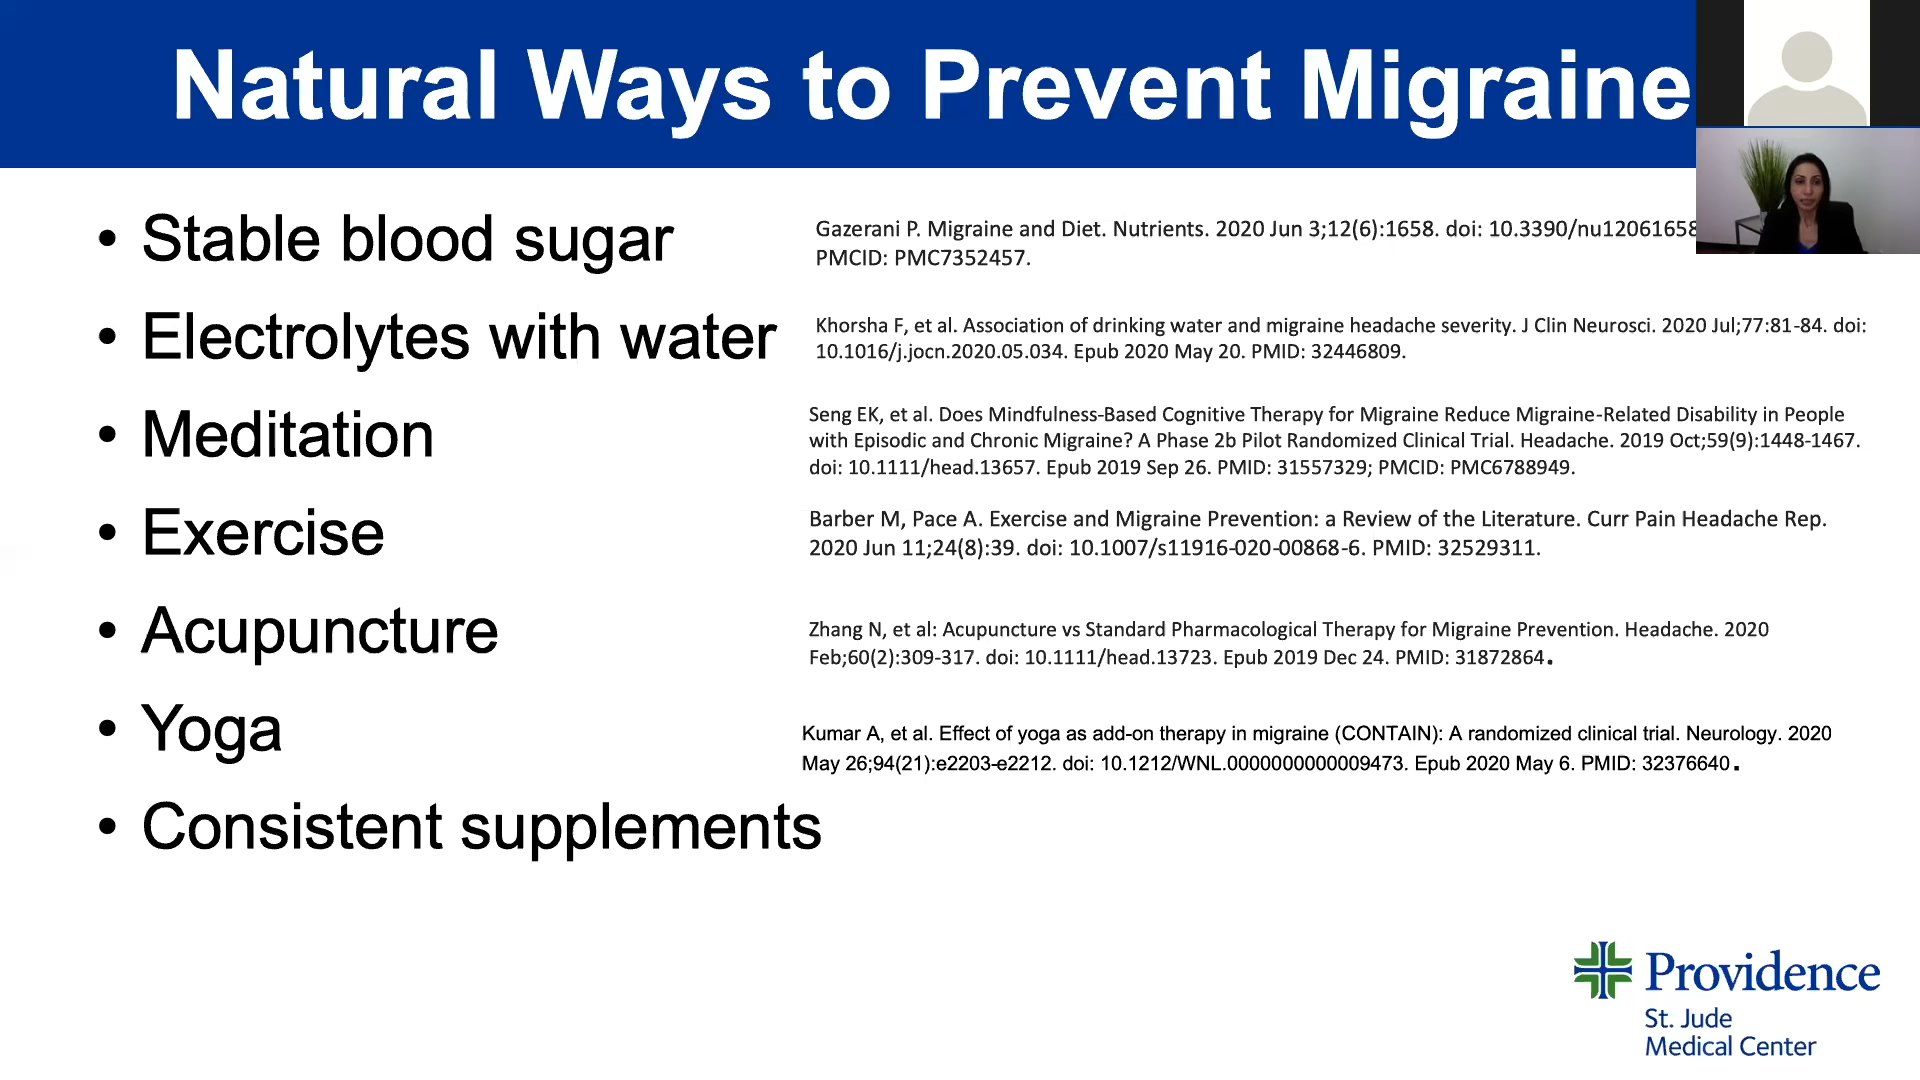 Natural Ways to Prevent Migraine
• Stable blood sugar
Gazerani P. Migraine and Diet. Nutrients. 2020 Jun 3;12(6):1658. doi: 10.3390/nu12061658
PMCID: PMC7352457.
• Electrolytes with water
Khorsha F, et al. Association of drinking water and migraine headache severity. J Clin Neurosci. 2020 Jul;77:81-84. doi:
10.1016/j.jocn.2020.05.034. Epub 2020 May 20. PMID: 32446809.
• Meditation
Seng EK, et al. Does Mindfulness-Based Cognitive Therapy for Migraine Reduce Migraine-Related Disability in People
with Episodic and Chronic Migraine? A Phase 2b Pilot Randomized Clinical Trial. Headache. 2019 Oct;59(9):1448-1467.
doi: 10.1111/head.13657. Epub 2019 Sep 26. PMID: 31557329; PMCID: PMC6788949.
• Exercise
Barber M, Pace A. Exercise and Migraine Prevention: a Review of the Literature. Curr Pain Headache Rep.
2020 Jun 11;24(8):39. doi: 10.1007/s11916-020-00868-6. PMID: 32529311.
• Acupuncture
Zhang N, et al: Acupuncture vs Standard Pharmacological Therapy for Migraine Prevention. Headache. 2020
Feb;60(2):309-317. doi: 10.1111/head.13723. Epub 2019 Dec 24. PMID: 31872864.
• Yoga
Kumar A, et al. Effect of yoga as add-on therapy in migraine (CONTAIN): A randomized clinical trial. Neurology. 2020
May 26;94(21):e2203-e2212. doi: 10.1212/WNL.0000000000009473. Epub 2020 May 6. PMID: 32376640.
• Consistent supplements
Providence
St. Jude
Medical Center